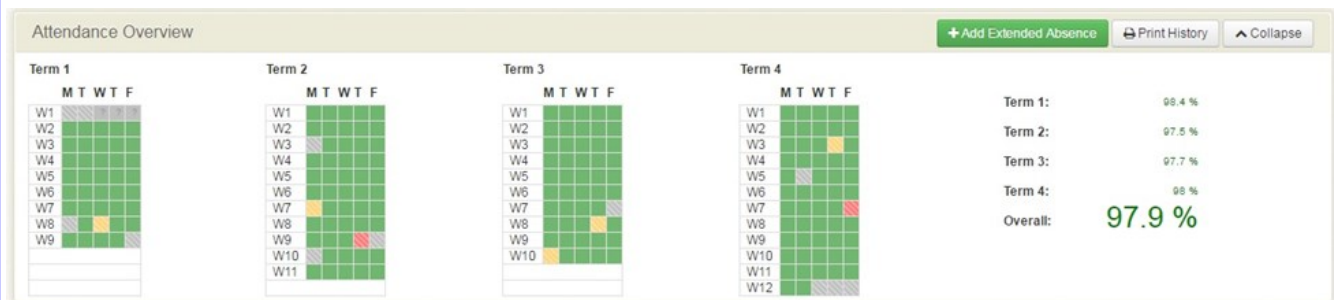 Attendance Overview
Add Extended Absence
Print History
Collapse
Term 1
M T W T F
W1 ? ? ?
W2
W3
W4
W5
W6
W7
W8
W9
Term 2
M T W T F
W1
W2
W3
W4
W5
W6
W7
W8
W9
W10
W11
Term 3
M T W T F
W1
W2
W3
W4
W5
W6
W7
W8
W9
W10
Term 4
M T W T F
W1
W2
W3
W4
W5
W6
W7
W8
W9
W10
W11
W12
Term 1: 98.4 %
Term 2: 97.5 %
Term 3: 97.7 %
Term 4: 98 %
Overall: 97.9 %